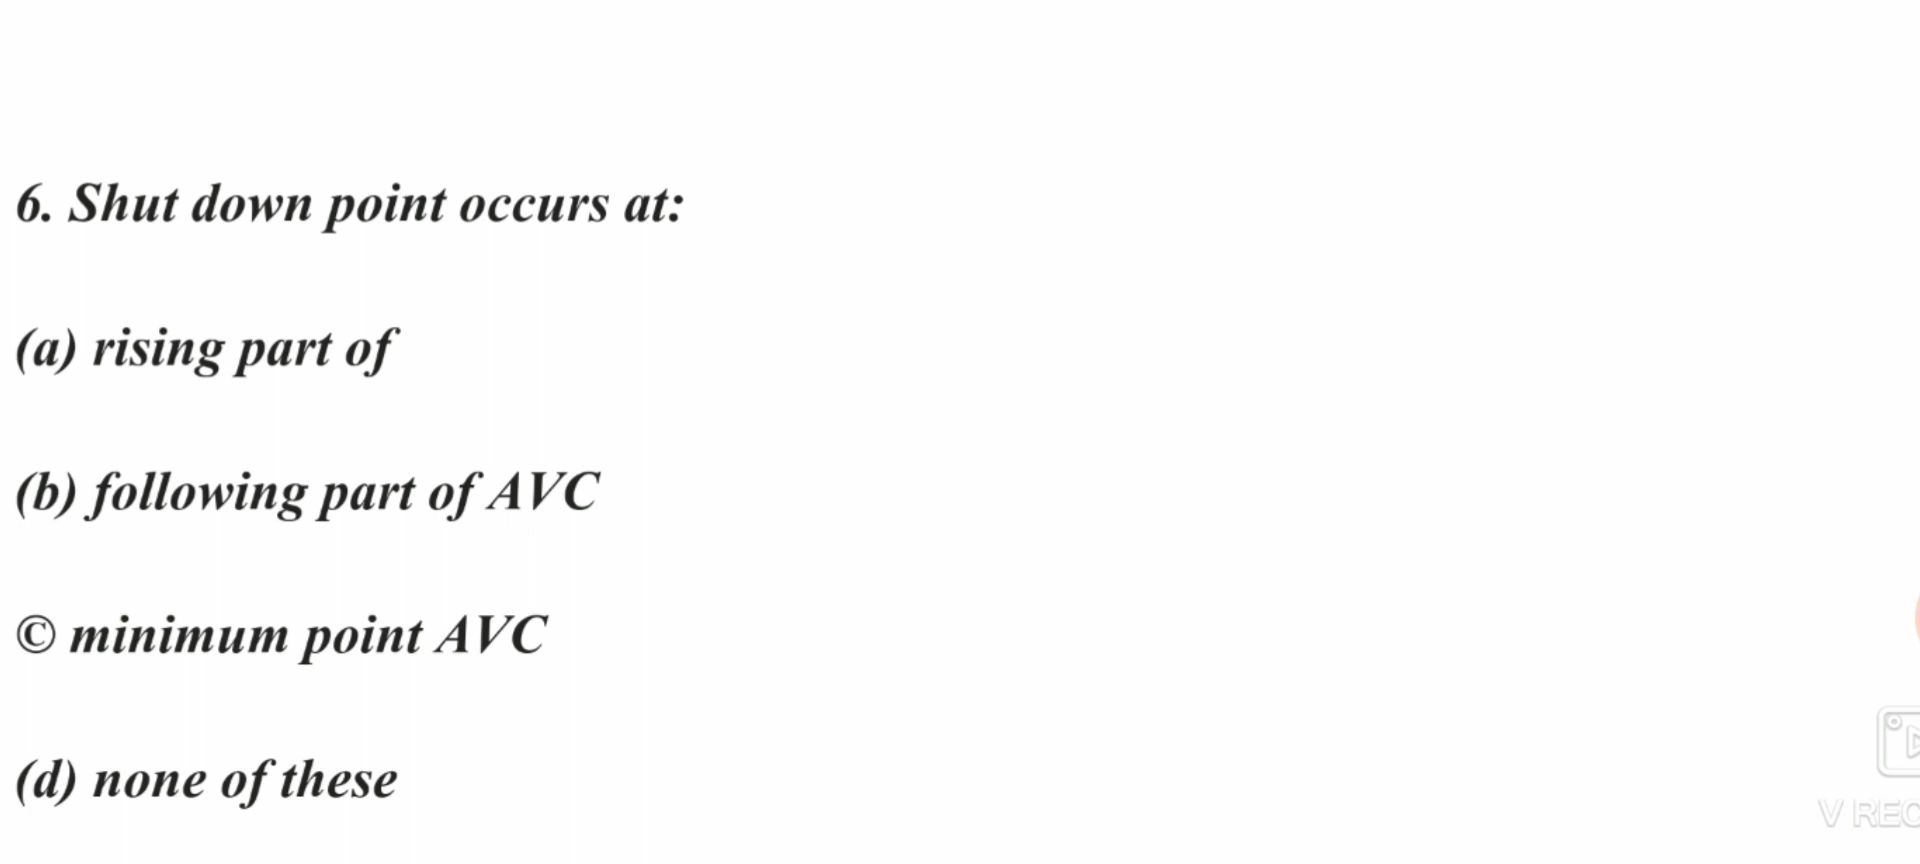 6. Shut down point occurs at:
(a) rising part of
(b) following part of AVC
© minimum point AVC
(d) none of these
V REC